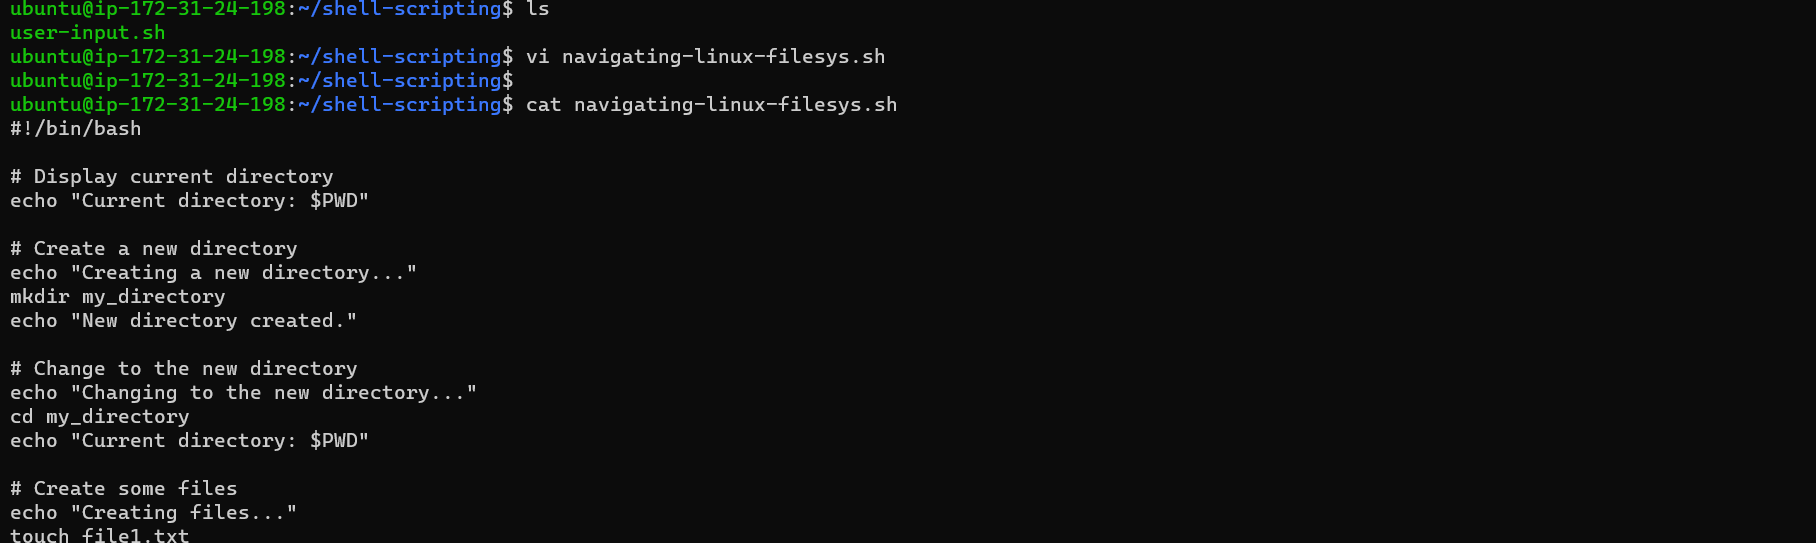 ubuntu@ip-172-31-24-198:~/shell-scripting$ ls
user-input.sh
ubuntu@ip-172-31-24-198:~/shell-scripting$ vi navigating-linux-filesys.sh
ubuntu@ip-172-31-24-198:~/shell-scripting$
ubuntu@ip-172-31-24-198:~/shell-scripting$ cat navigating-linux-filesys.sh
#!/bin/bash

# Display current directory
echo "Current directory: $PWD"

# Create a new directory
echo "Creating a new directory..."
mkdir my_directory
echo "New directory created."

# Change to the new directory
echo "Changing to the new directory..."
cd my_directory
echo "Current directory: $PWD"

# Create some files
echo "Creating files..."
touch file1.txt